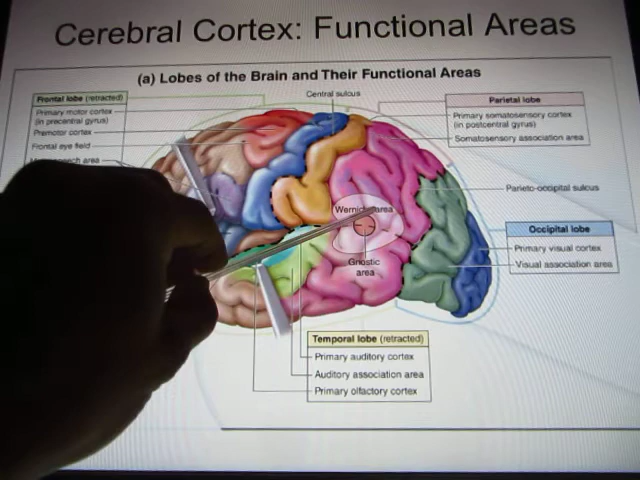 Cerebral Cortex: Functional Areas
(a) Lobes of the Brain and Their Functional Areas
Frontal lobe (retracted)
Primary motor cortex
(in precentral gyrus)
Premotor cortex
Frontal eye field
area
Central sulcus
Parietal lobe
Primary somatosensory cortex
(in postcentral gyrus)
Somatosensory association area
Parieto-occipital sulcus
Wernicke area
Gnostic
area
Occipital lobe
Primary visual cortex
Visual association area
Temporal lobe (retracted)
Primary auditory cortex
Auditory association area
Primary olfactory cortex